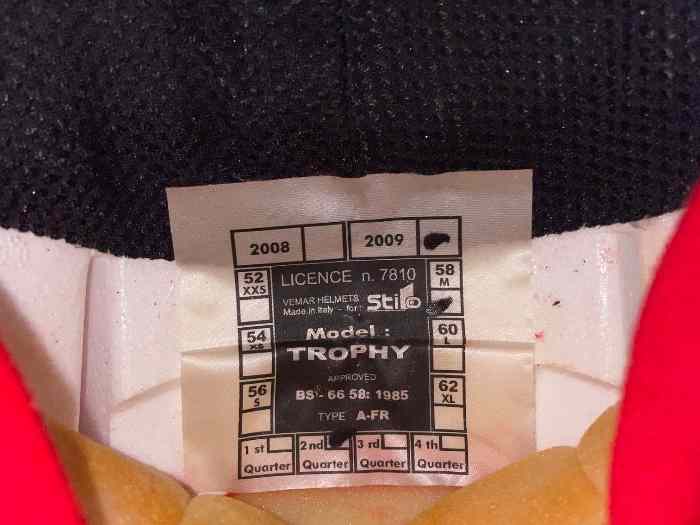 2008 2009
52 XXS
58 M
LICENCE n. 7810
VEMAR HELMETS
Made in Italy - for Stilo
54 XS
60 L
Model :
TROPHY
APPROVED
56 S
62 XL
BS - 66 58: 1985
TYPE A-FR
1 st 2nd 3 rd 4 th
Quarter Quarter Quarter Quarter